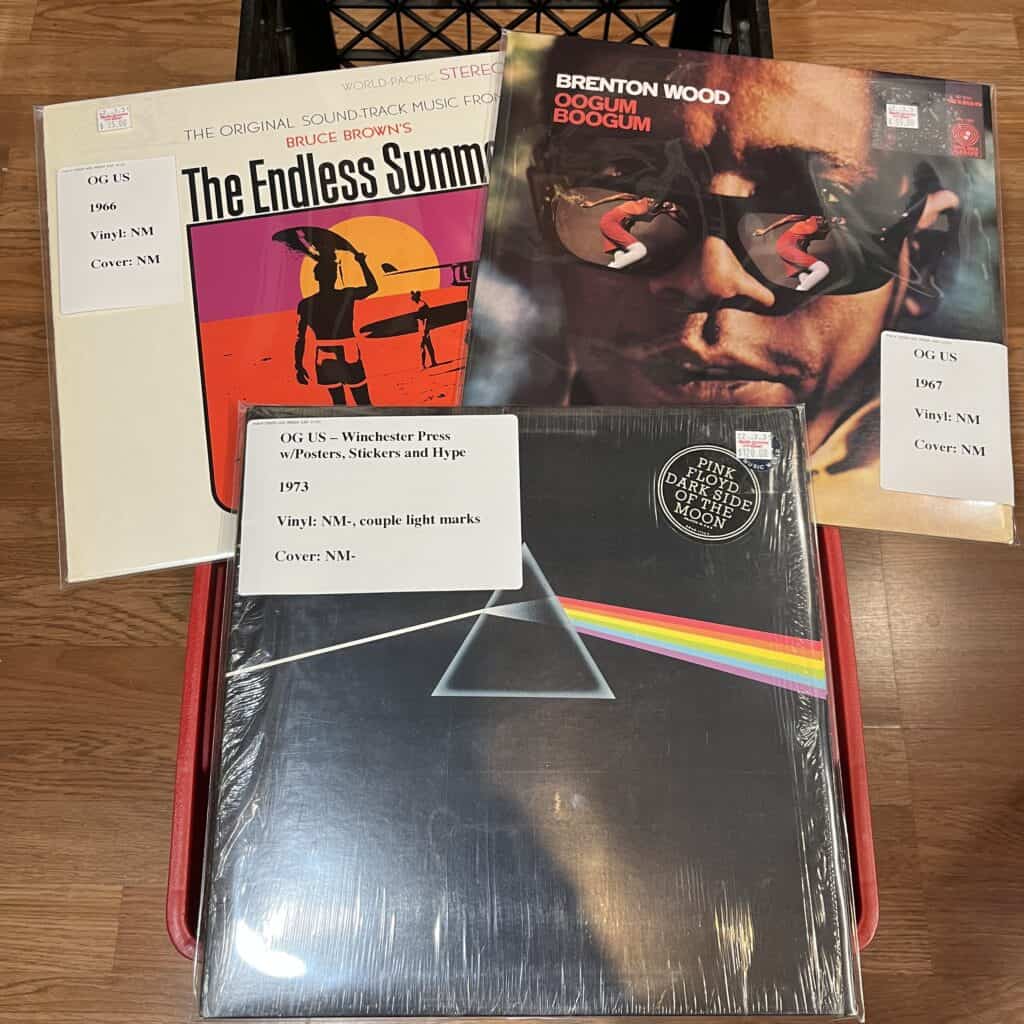 WORLD-PACIFIC STEREO
THE ORIGINAL SOUND-TRACK MUSIC FROM
BRUCE BROWN'S
The Endless Summe
OG US
1966
Vinyl: NM
Cover: NM
BRENTON WOOD
OOGUM
BOOGUM
OG US
1967
Vinyl: NM
Cover: NM
OG US – Winchester Press
w/Posters, Stickers and Hype
1973
Vinyl: NM-, couple light marks
Cover: NM-
MUSIC
PINK
FLOYD
DARK SIDE
OF THE
MOON